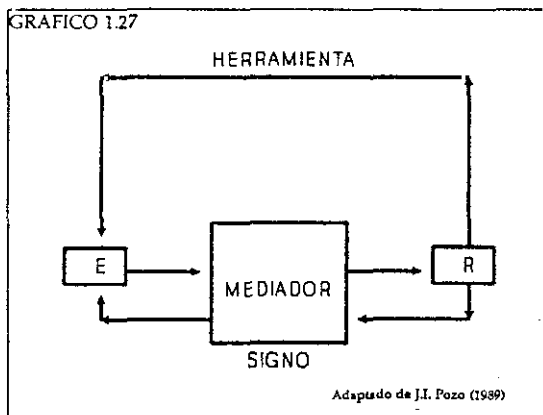 GRAFICO 1.27
HERRAMIENTA
E
MEDIADOR
R
SIGNO
Adaptado de J.I. Pozo (1989)